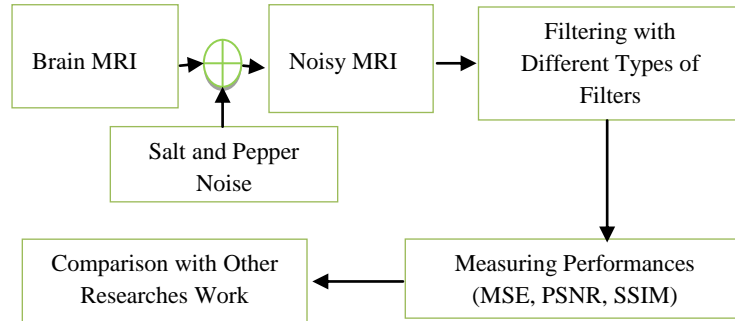 Brain MRI
Noisy MRI
Filtering with
Different Types of
Filters
Salt and Pepper
Noise
Comparison with Other
Researches Work
Measuring Performances
(MSE, PSNR, SSIM)